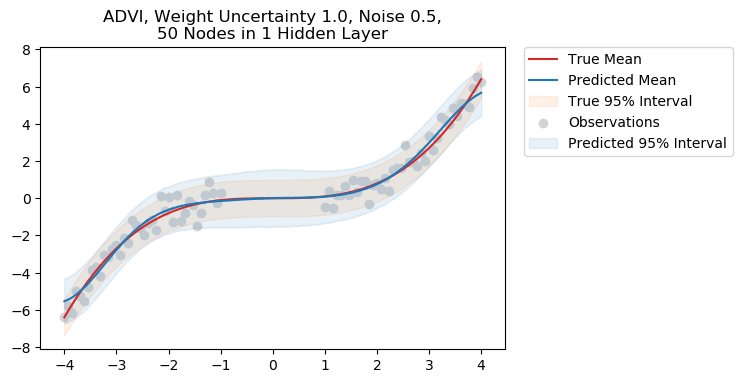 ADVI, Weight Uncertainty 1.0, Noise 0.5,
50 Nodes in 1 Hidden Layer
8
6
4
2
0
−2
−4
−6
−8
−4 −3 −2 −1 0 1 2 3 4
True Mean
Predicted Mean
True 95% Interval
Observations
Predicted 95% Interval